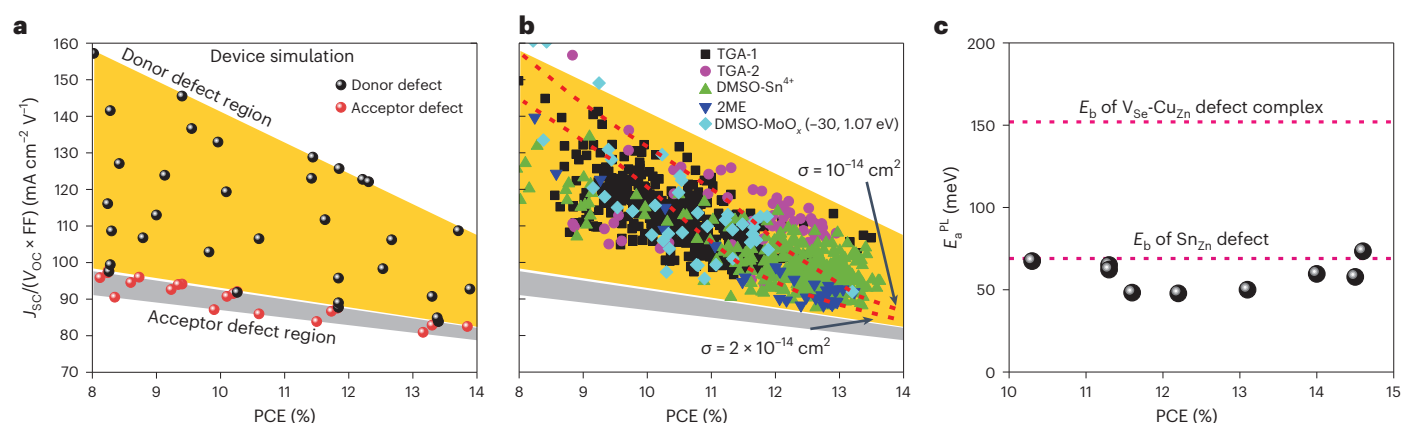 a
Device simulation
Donor defect region
Donor defect
Acceptor defect
Acceptor defect region
J_SC/(V_OC × FF) (mA cm⁻² V⁻¹)
160
150
140
130
120
110
100
90
80
70
8 9 10 11 12 13 14
PCE (%)
b
TGA-1
TGA-2
DMSO-Sn⁴⁺
2ME
DMSO-MoOₓ (−30, 1.07 eV)
σ = 10⁻¹⁴ cm²
σ = 2 × 10⁻¹⁴ cm²
8 9 10 11 12 13 14
PCE (%)
c
E_b of V_Se-Cu_Zn defect complex
E_b of Sn_Zn defect
E_a^PL (meV)
200
150
100
50
0
10 11 12 13 14 15
PCE (%)